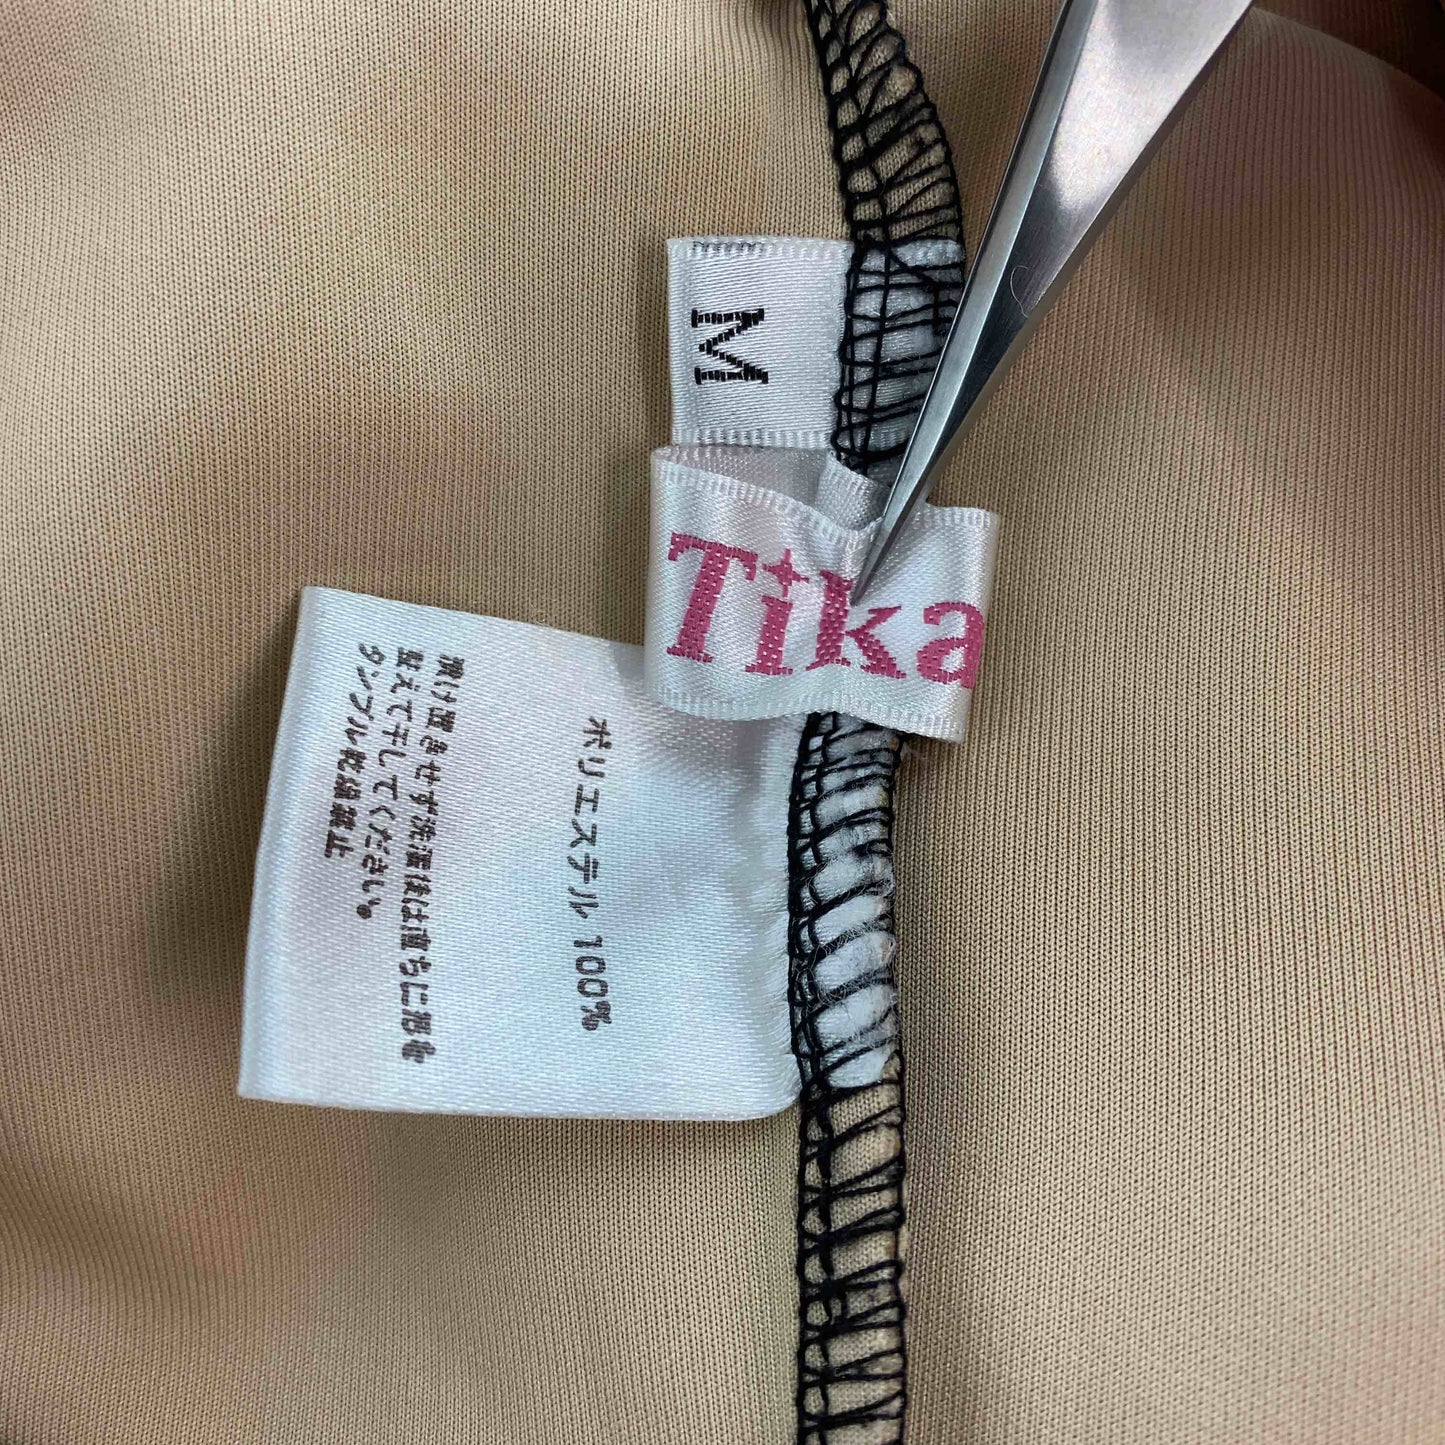 M
Tika
ポリエステル 100%
掛け置きせず洗濯後は直ちに形を
整えて干してください。
タンブル乾燥禁止